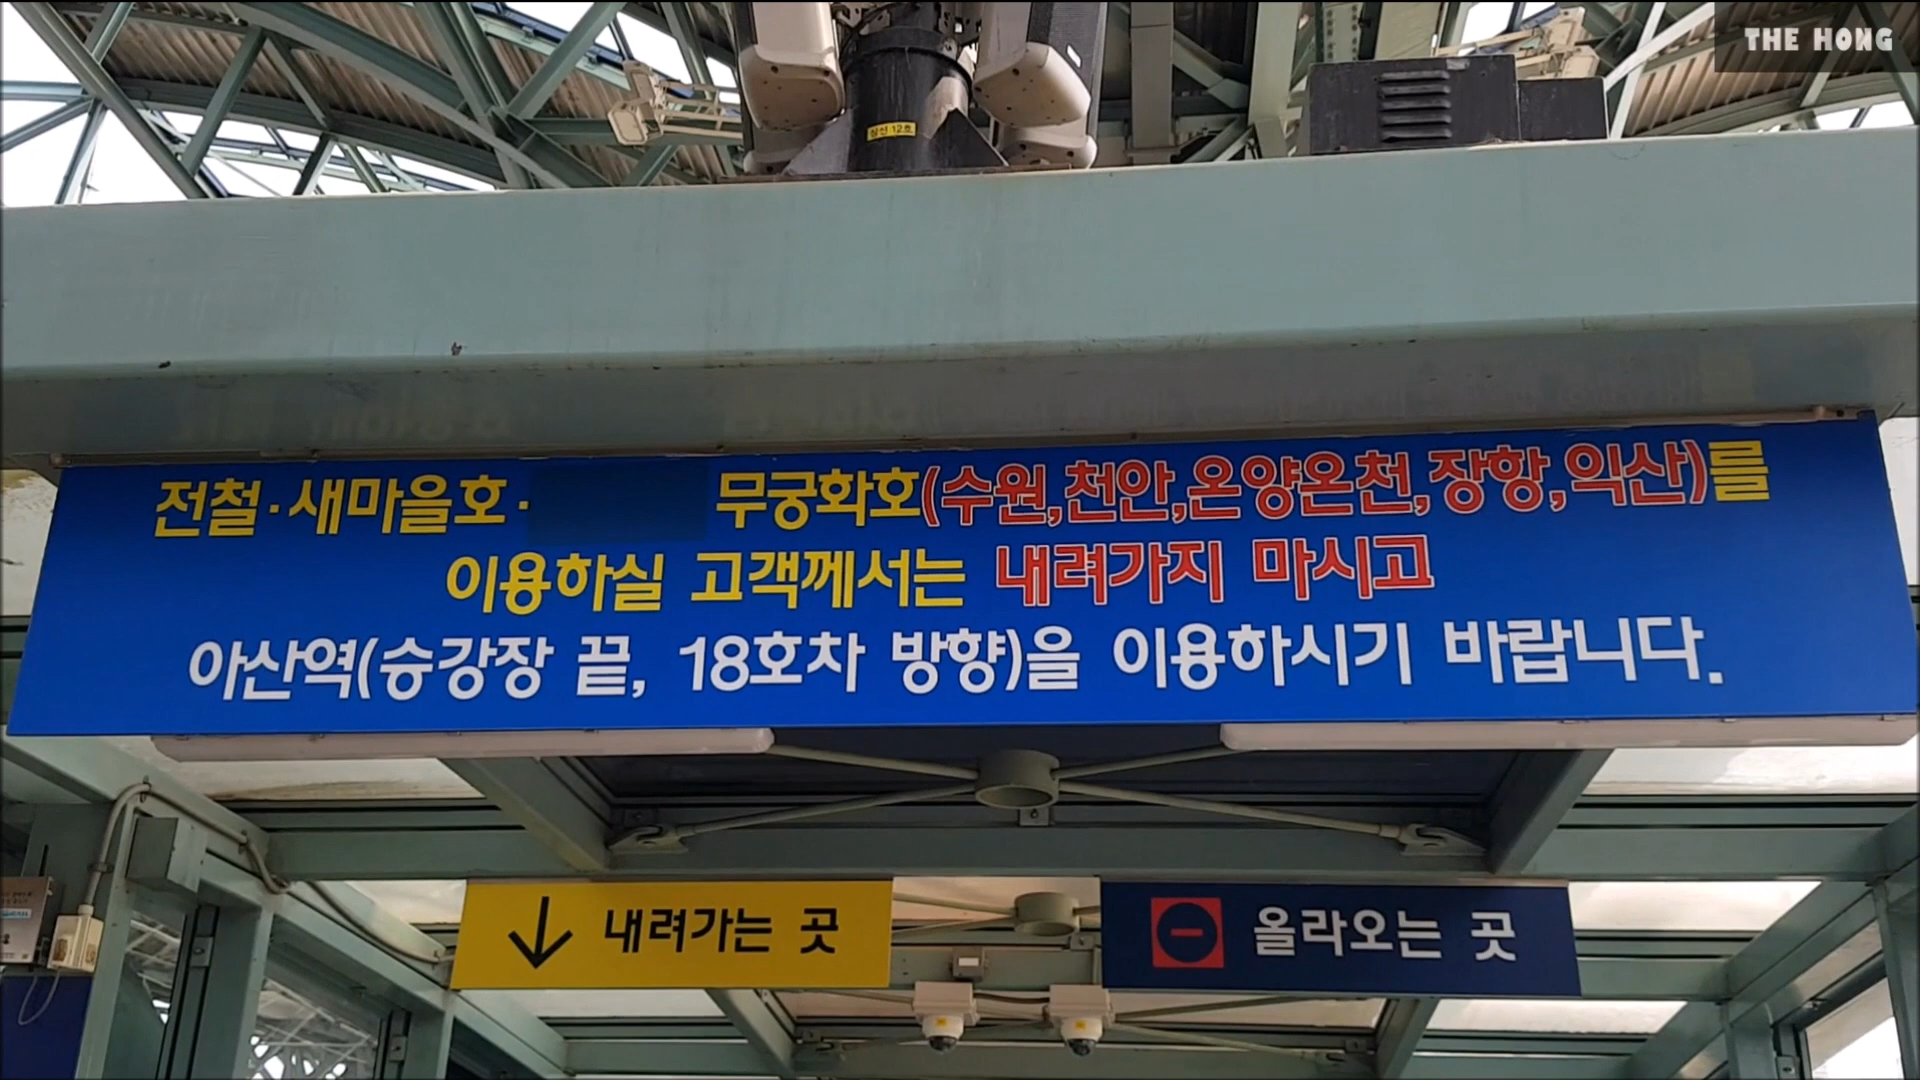 THE HONG
전철·새마을호· 무궁화호(수원,천안,온양온천,장항,익산)를
이용하실 고객께서는 내려가지 마시고
아산역(승강장 끝, 18호차 방향)을 이용하시기 바랍니다.
내려가는 곳
올라오는 곳